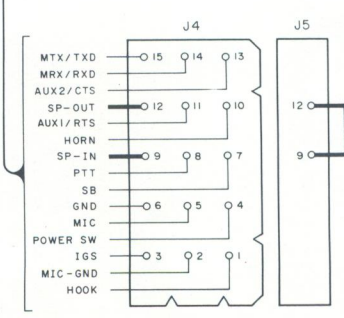 J4 J5
MTX/TXD 15 14 13
MRX/RXD
AUX2/CTS
SP-OUT 12 11 10 12
AUX1/RTS
HORN
SP-IN 9 8 7 9
PTT
SB
GND 6 5 4
MIC
POWER SW
IGS 3 2 1
MIC-GND
HOOK